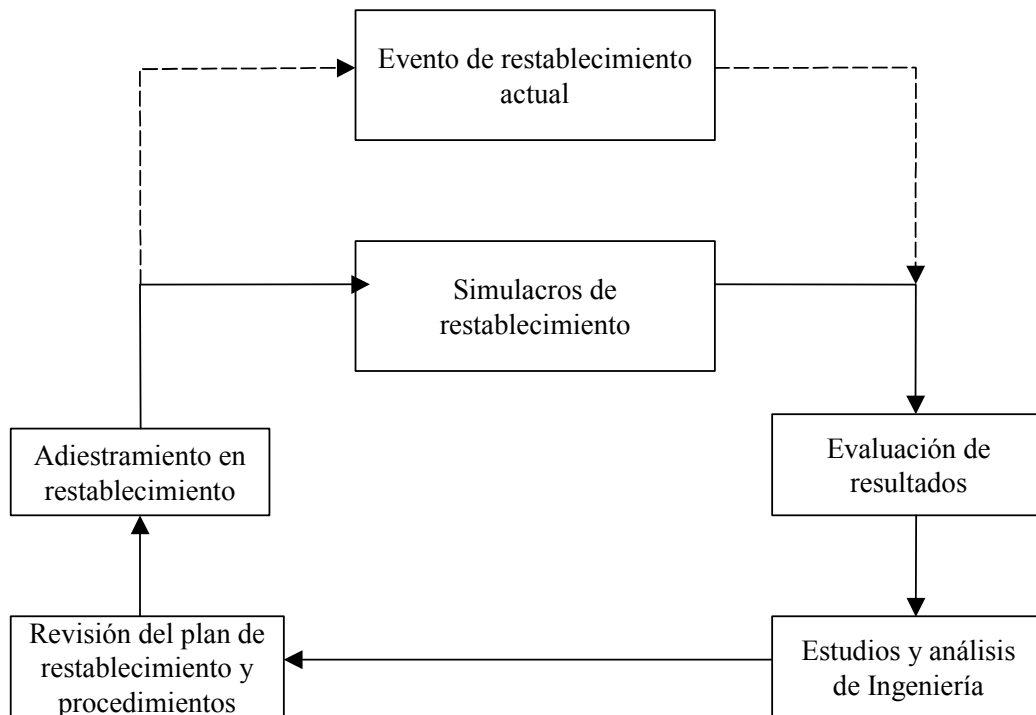 Evento de restablecimiento
actual
Simulacros de
restablecimiento
Adiestramiento en
restablecimiento
Evaluación de
resultados
Revisión del plan de
restablecimiento y
procedimientos
Estudios y análisis
de Ingeniería